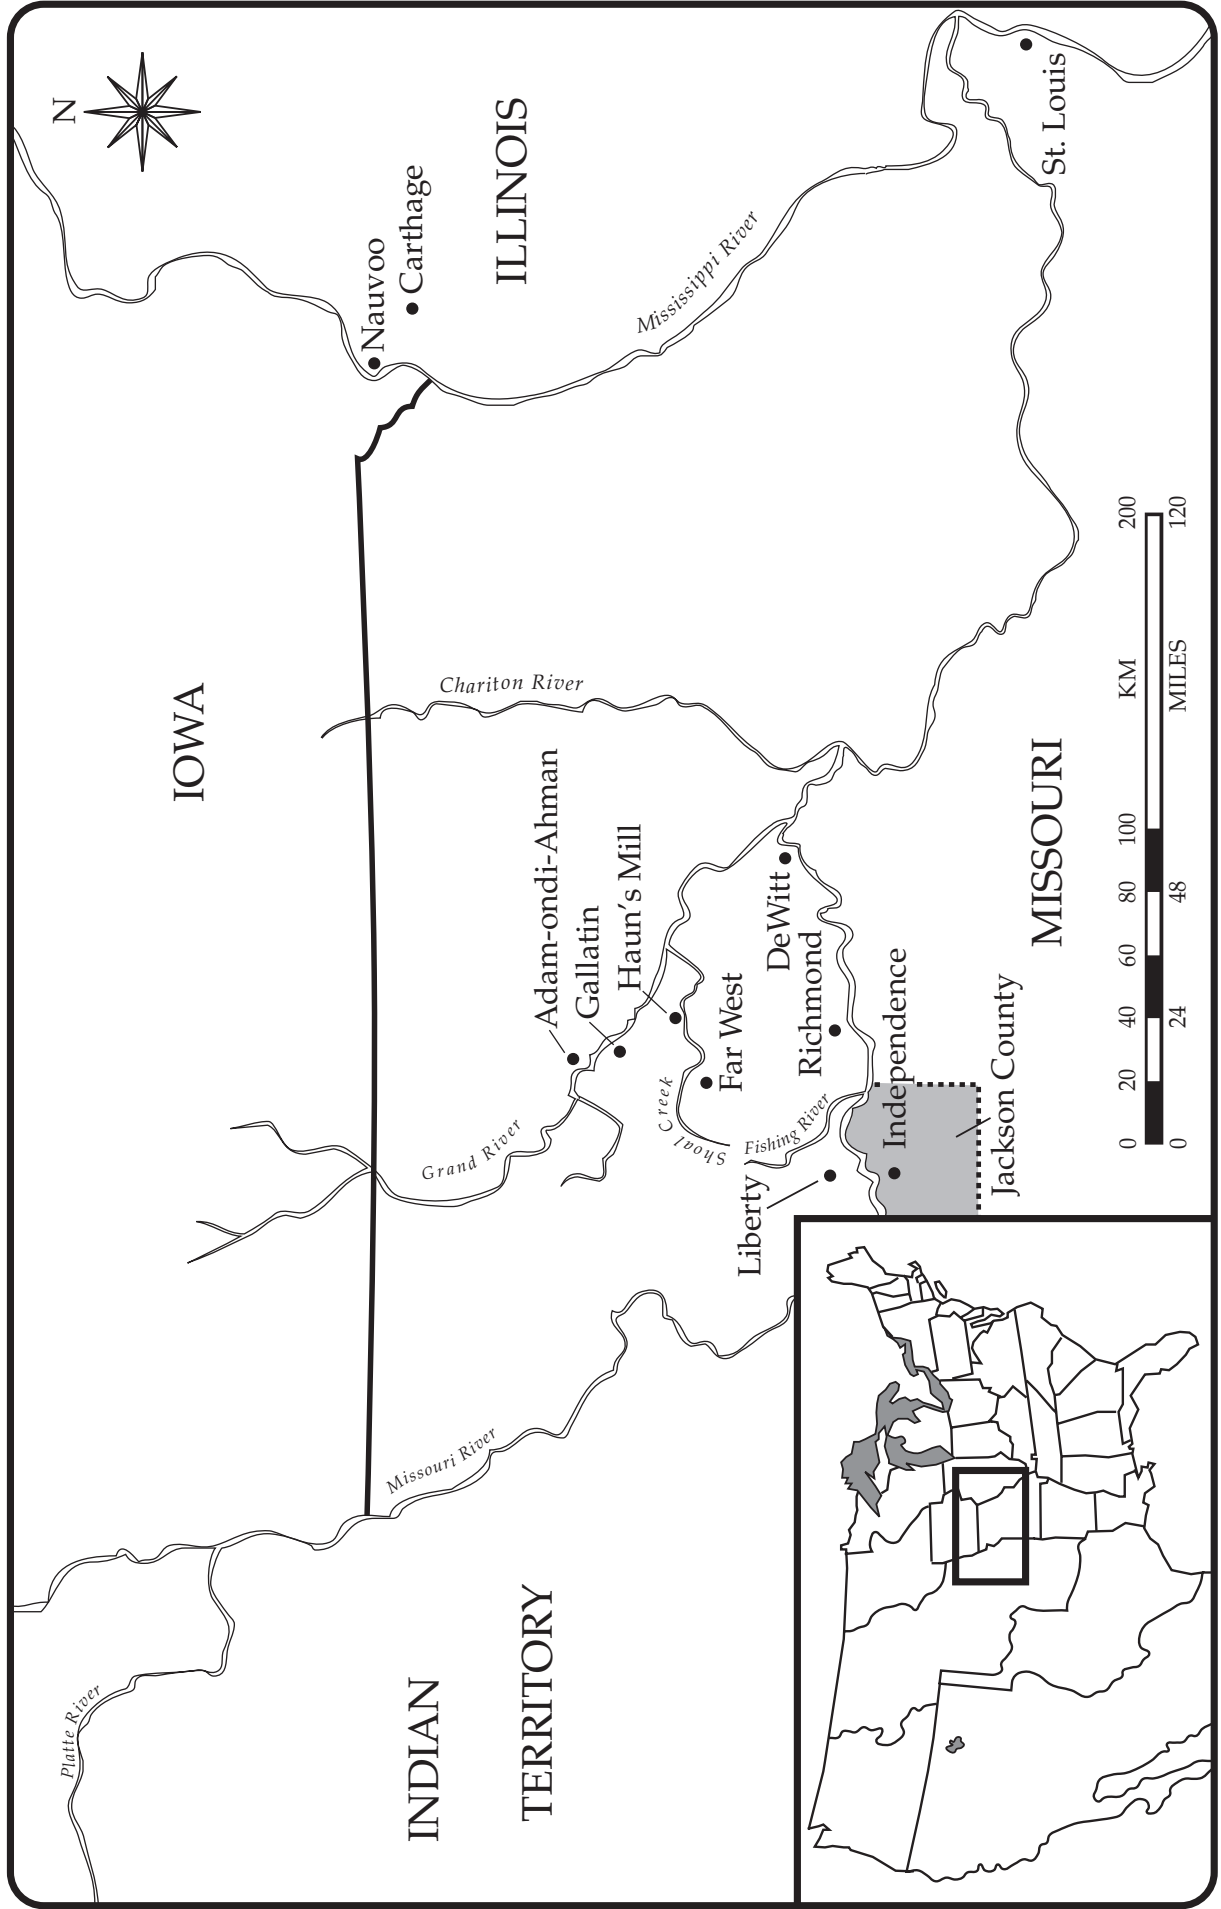 N
IOWA
ILLINOIS
Nauvoo
Carthage
Mississippi River
St. Louis
Chariton River
Platte River
Missouri River
INDIAN
TERRITORY
Grand River
Adam-ondi-Ahman
Gallatin
Haun's Mill
Shoal Creek
Far West
DeWitt
Richmond
Fishing River
Liberty
Independence
Jackson County
MISSOURI
0 20 40 60 80 100 KM 200
0 24 48 MILES 120